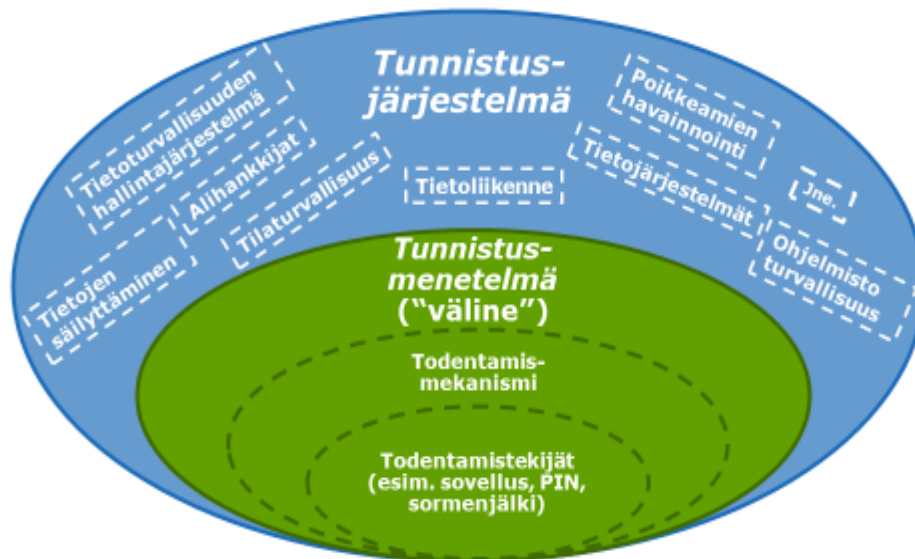 Tunnistus-
järjestelmä
Tietoturvallisuuden
hallintajärjestelmä
Alihankkijat
Tilaturvallisuus
Tietojen
säilyttäminen
Tietoliikenne
Poikkeamien
havainnointi
Tietojärjestelmät
Jne.
Ohjelmisto
turvallisuus
Tunnistus-
menetelmä
(“väline”)
Todentamis-
mekanismi
Todentamistekijät
(esim. sovellus, PIN,
sormenjälki)